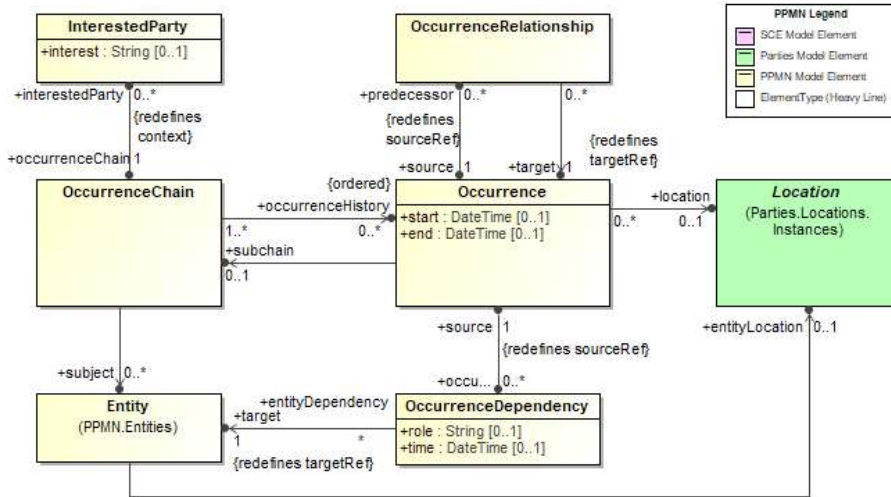 InterestedParty
+interest : String [0..1]
OccurrenceRelationship
PPMN Legend
SCE Model Element
Parties Model Element
PPMN Model Element
ElementType (Heavy Line)
+interestedParty 0..*
{redefines
context}
+occurrenceChain 1
+predecessor 0..*
{redefines
sourceRef}
+source 1
0..*
{redefines
targetRef}
+target 1
OccurrenceChain
{ordered}
+occurrenceHistory
1..* 0..*
+subchain
0..1
Occurrence
+start : DateTime [0..1]
+end : DateTime [0..1]
+location
0..* 0..1
Location
(Parties.Locations.
Instances)
+source 1
{redefines sourceRef}
+occu... 0..*
+entityLocation 0..1
+subject 0..*
Entity
(PPMN.Entities)
+entityDependency
+target
1 *
{redefines targetRef}
OccurrenceDependency
+role : String [0..1]
+time : DateTime [0..1]